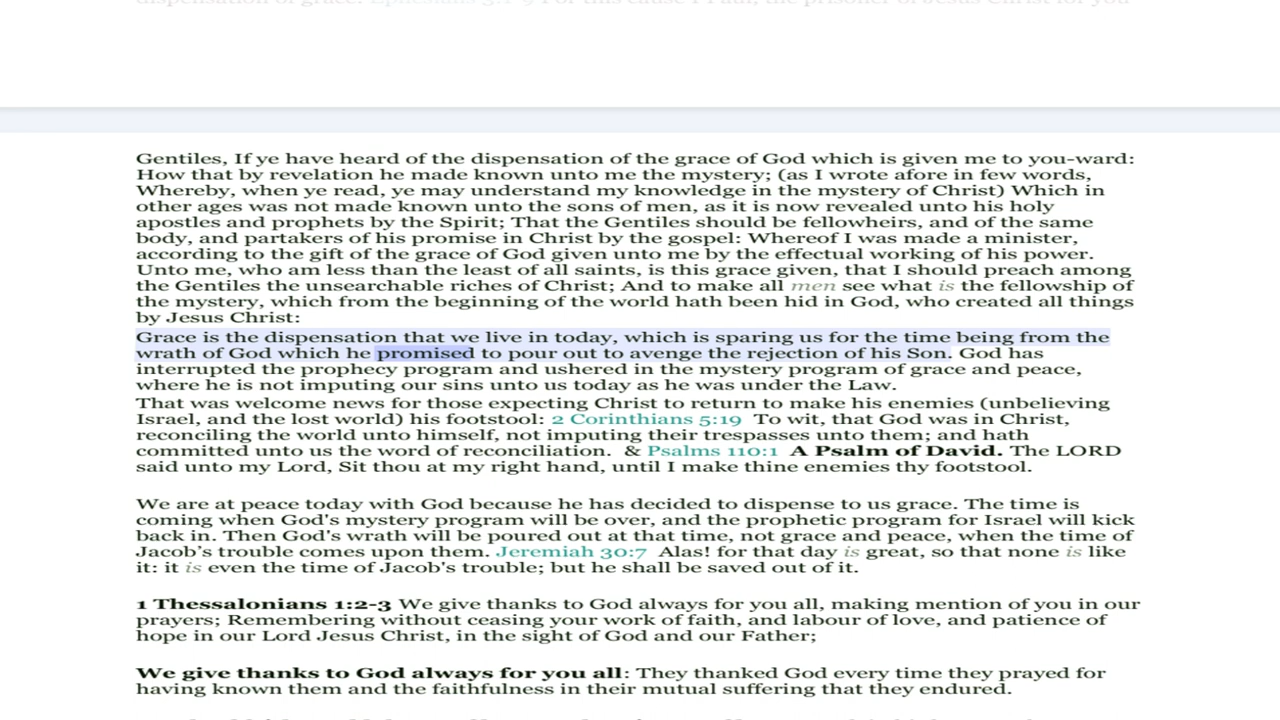 dispensation of grace. Ephesians 3:1-9 For this cause I Paul, the prisoner of Jesus Christ for you
Gentiles, If ye have heard of the dispensation of the grace of God which is given me to you-ward:
How that by revelation he made known unto me the mystery; (as I wrote afore in few words,
Whereby, when ye read, ye may understand my knowledge in the mystery of Christ) Which in
other ages was not made known unto the sons of men, as it is now revealed unto his holy
apostles and prophets by the Spirit; That the Gentiles should be fellowheirs, and of the same
body, and partakers of his promise in Christ by the gospel: Whereof I was made a minister,
according to the gift of the grace of God given unto me by the effectual working of his power.
Unto me, who am less than the least of all saints, is this grace given, that I should preach among
the Gentiles the unsearchable riches of Christ; And to make all men see what is the fellowship of
the mystery, which from the beginning of the world hath been hid in God, who created all things
by Jesus Christ:
Grace is the dispensation that we live in today, which is sparing us for the time being from the
wrath of God which he promised to pour out to avenge the rejection of his Son. God has
interrupted the prophecy program and ushered in the mystery program of grace and peace,
where he is not imputing our sins unto us today as he was under the Law.
That was welcome news for those expecting Christ to return to make his enemies (unbelieving
Israel, and the lost world) his footstool: 2 Corinthians 5:19 To wit, that God was in Christ,
reconciling the world unto himself, not imputing their trespasses unto them; and hath
committed unto us the word of reconciliation. & Psalms 110:1 A Psalm of David. The LORD
said unto my Lord, Sit thou at my right hand, until I make thine enemies thy footstool.
We are at peace today with God because he has decided to dispense to us grace. The time is
coming when God's mystery program will be over, and the prophetic program for Israel will kick
back in. Then God's wrath will be poured out at that time, not grace and peace, when the time of
Jacob's trouble comes upon them. Jeremiah 30:7 Alas! for that day is great, so that none is like
it: it is even the time of Jacob's trouble; but he shall be saved out of it.
1 Thessalonians 1:2-3 We give thanks to God always for you all, making mention of you in our
prayers; Remembering without ceasing your work of faith, and labour of love, and patience of
hope in our Lord Jesus Christ, in the sight of God and our Father;
We give thanks to God always for you all: They thanked God every time they prayed for
having known them and the faithfulness in their mutual suffering that they endured.